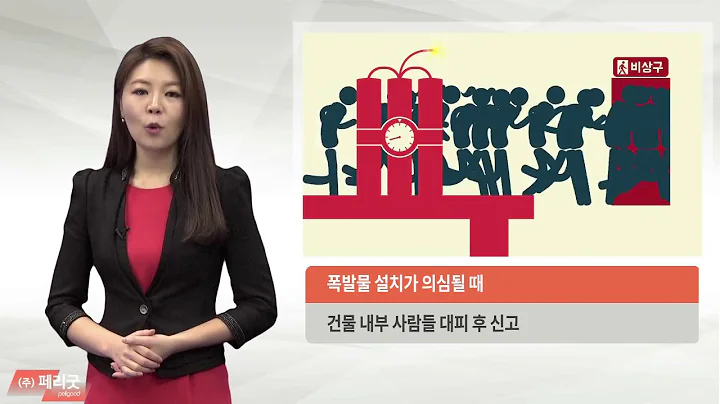 비상구
폭발물 설치가 의심될 때
건물 내부 사람들 대피 후 신고
(주) 페리굿
peligood